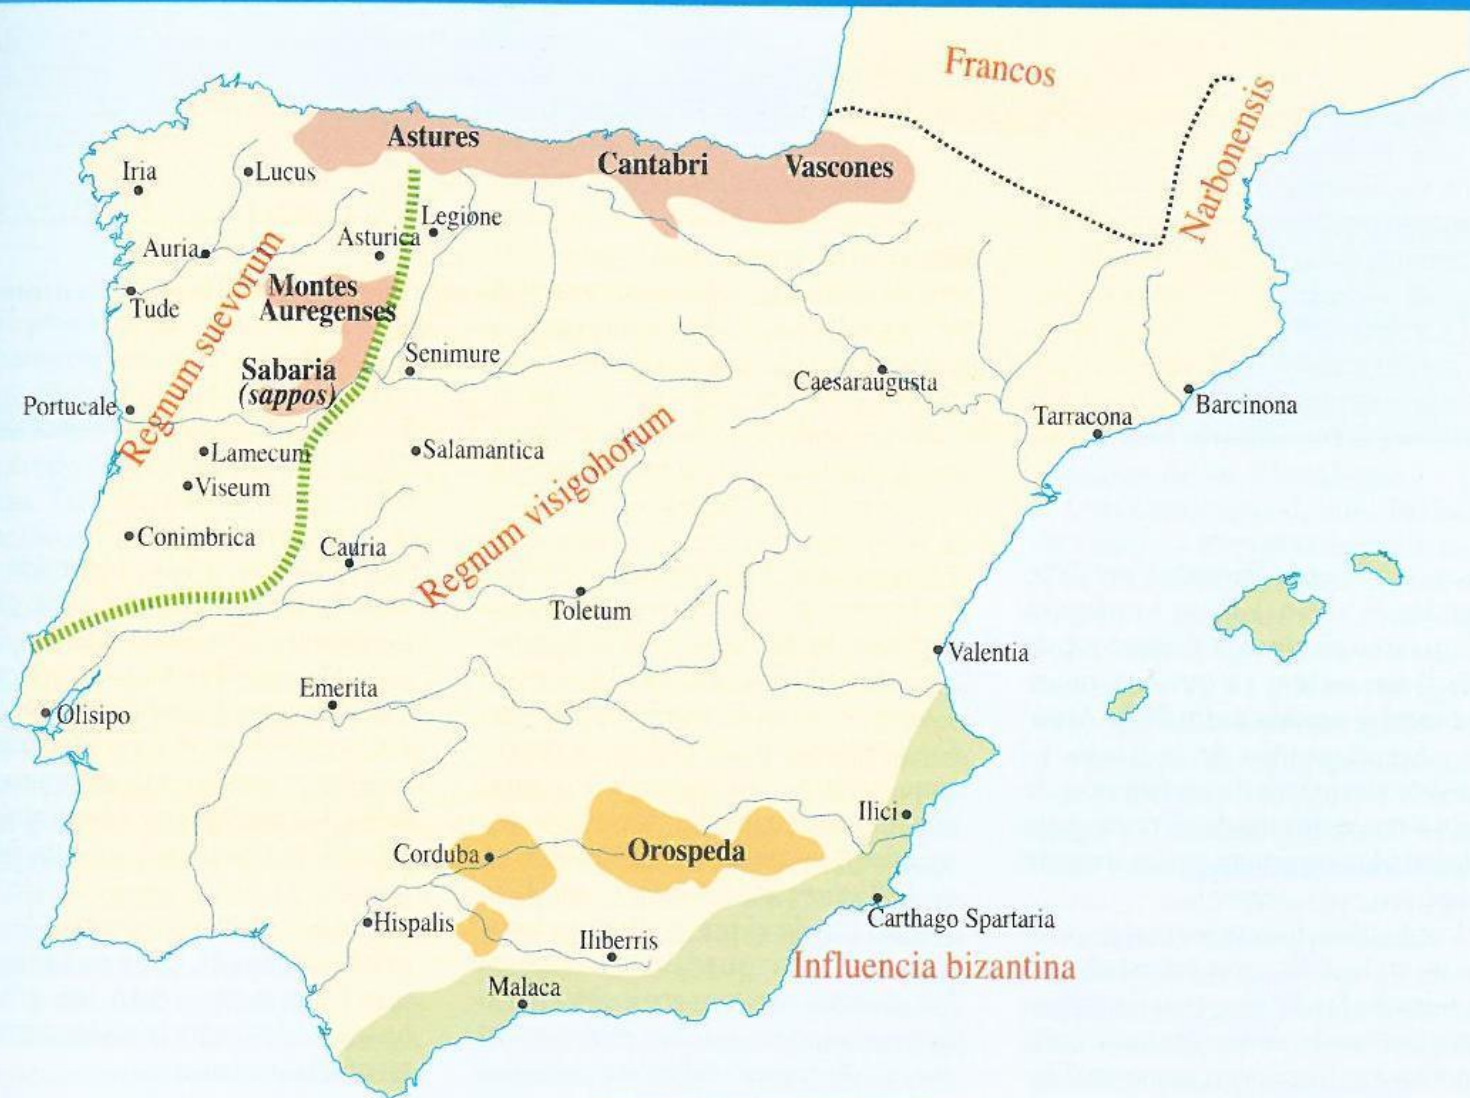 Francos
Narbonensis
Astures
Cantabri
Vascones
Iria
Lucus
Legione
Asturica
Auria
Montes
Auregenses
Tude
Regnum suevorum
Senimure
Sabaria
(sappos)
Caesaraugusta
Portucale
Barcinona
Tarracona
Lamecum
Salamantica
Viseum
Regnum visigohorum
Conimbrica
Cauria
Toletum
Valentia
Emerita
Olisipo
Ilici
Corduba
Orospeda
Hispalis
Carthago Spartaria
Iliberris
Influencia bizantina
Malaca